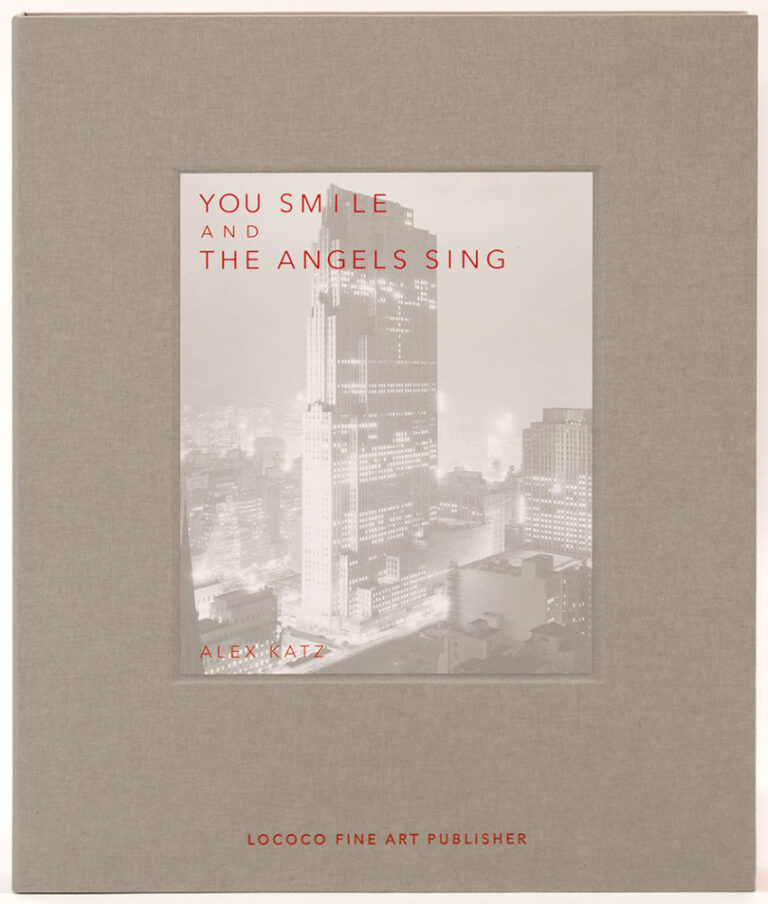 YOU SMILE
AND
THE ANGELS SING
ALEX KATZ
LOCOCO FINE ART PUBLISHER